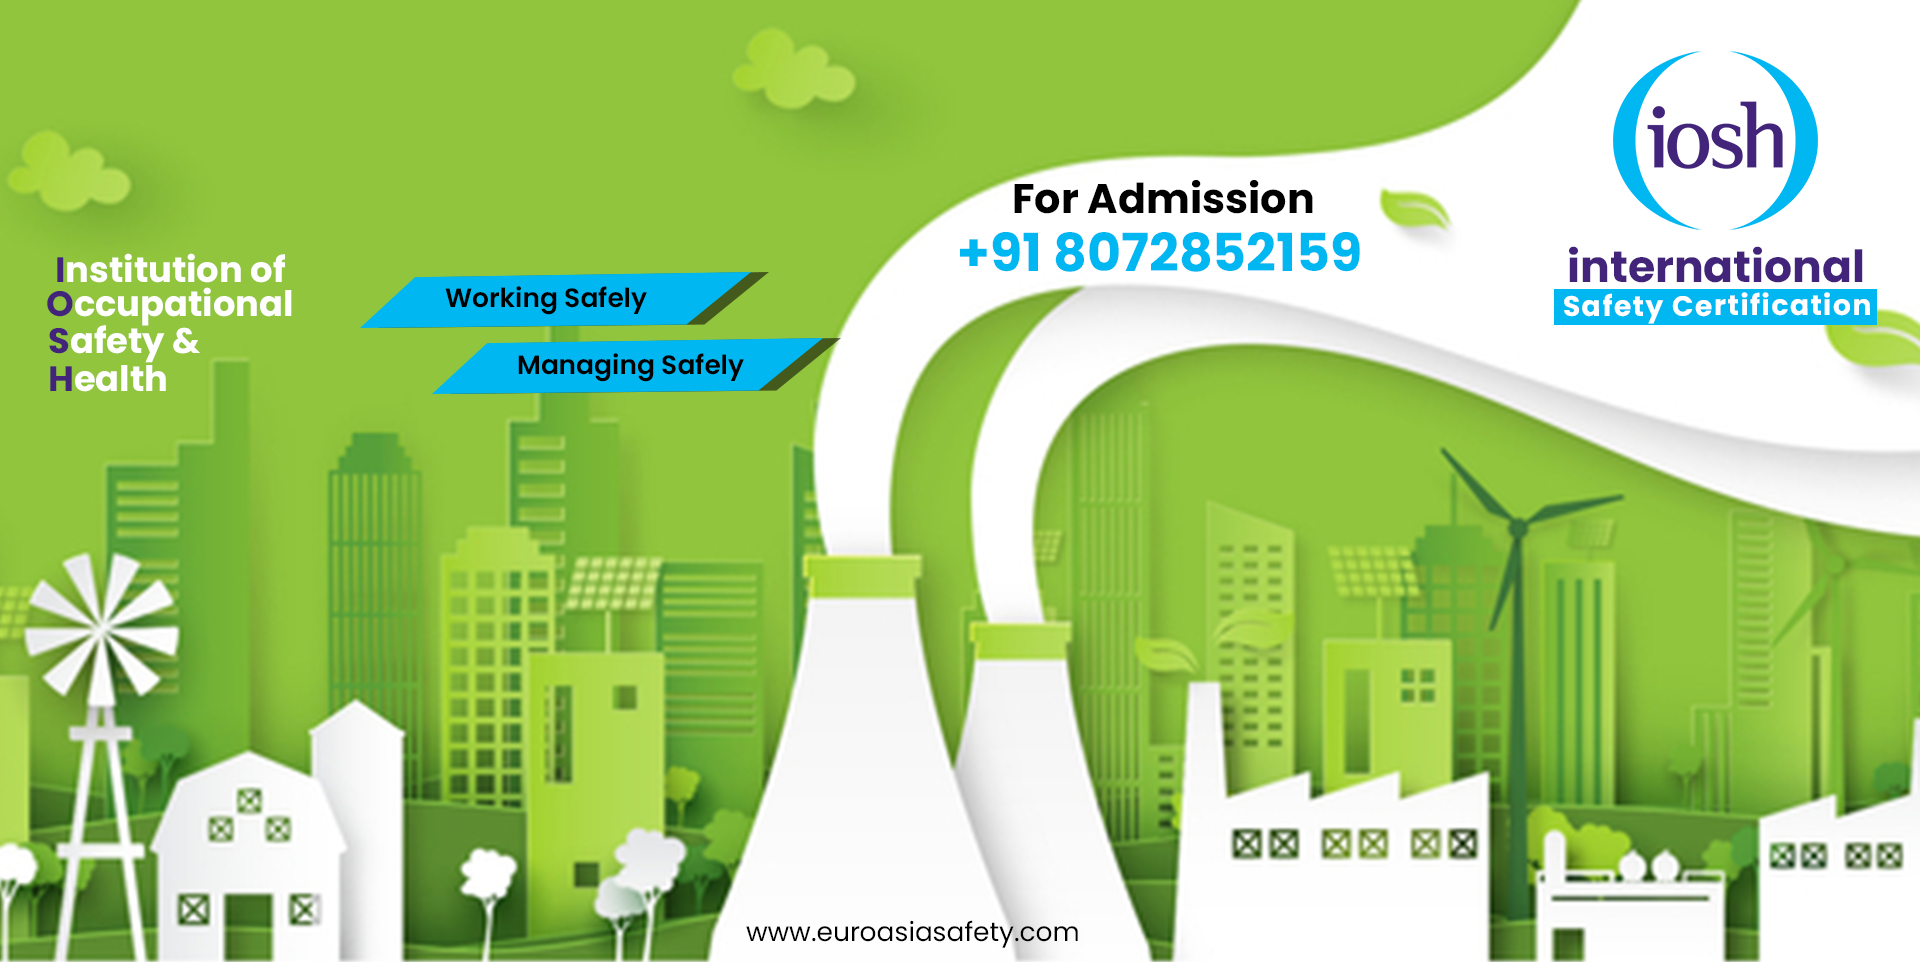 Institution of
Occupational
Safety &
Health
Working Safely
Managing Safely
For Admission
+91 8072852159
iosh
international
Safety Certification
www.euroasiasafety.com